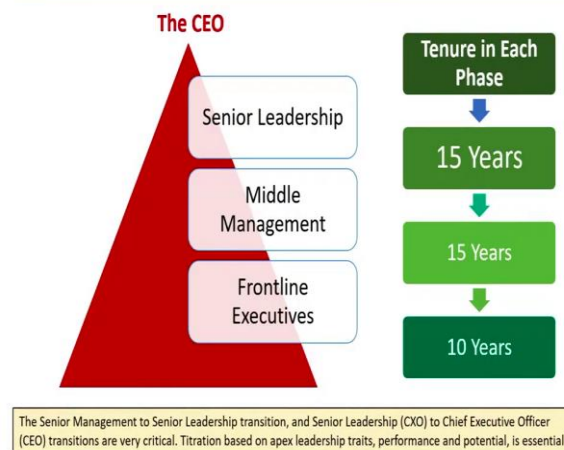 The CEO
Senior Leadership
Middle
Management
Frontline
Executives
Tenure in Each
Phase
15 Years
15 Years
10 Years
The Senior Management to Senior Leadership transition, and Senior Leadership (CXO) to Chief Executive Officer
(CEO) transitions are very critical. Titration based on apex leadership traits, performance and potential, is essential